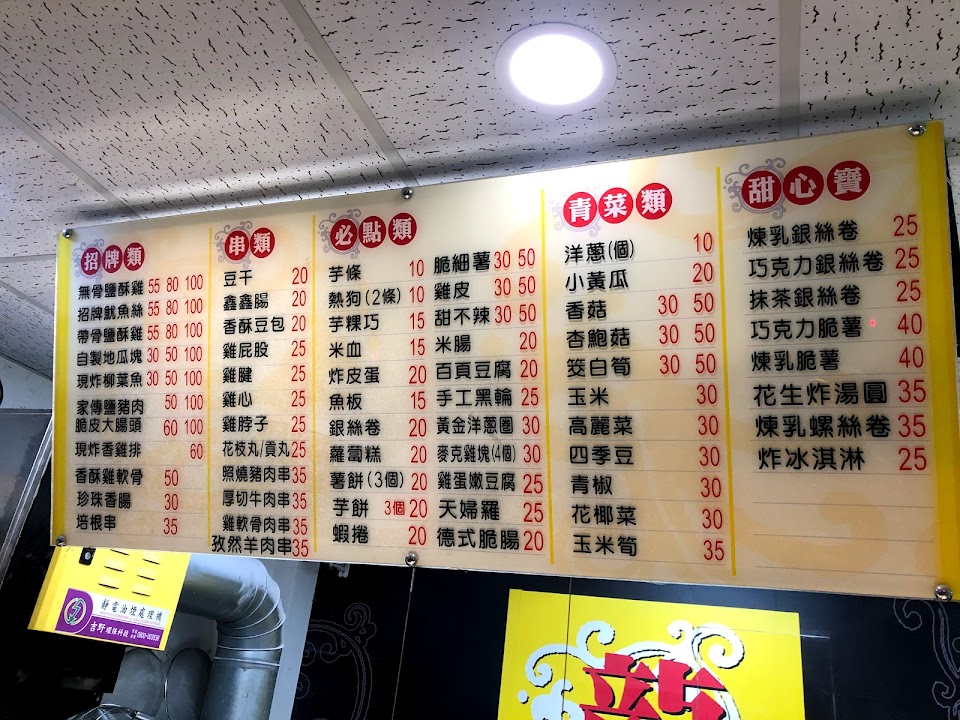 招牌類
無骨鹽酥雞 55 80 100
招牌魷魚絲 55 80 100
帶骨鹽酥雞 55 80 100
自製地瓜塊 30 50 100
現炸柳葉魚 30 50 100
家傳鹽豬肉 50 100
脆皮大腸頭 60 100
現炸香雞排 60
香酥雞軟骨 50
珍珠香腸 30
培根串 35
串類
豆干 20
鑫鑫腸 20
香酥豆包 20
雞屁股 25
雞腱 25
雞心 25
雞脖子 25
花枝丸/貢丸 25
照燒豬肉串 35
厚切牛肉串 35
雞軟骨肉串 35
孜然羊肉串 35
必點類
芋條 10
熱狗(2條) 10
芋粿巧 15
米血 15
炸皮蛋 20
魚板 15
銀絲卷 20
蘿蔔糕 20
薯餅(3個) 20
芋餅 3個 20
蝦捲 20
脆細薯 30 50
雞皮 30 50
甜不辣 30 50
米腸 20
百頁豆腐 20
手工黑輪 25
黃金洋蔥圈 30
麥克雞塊(4個) 30
雞蛋嫩豆腐 25
天婦羅 25
德式脆腸 20
青菜類
洋蔥(個) 10
小黃瓜 20
香菇 30 50
杏鮑菇 30 50
筊白筍 30 50
玉米 30
高麗菜 30
四季豆 30
青椒 30
花椰菜 30
玉米筍 35
甜心寶
煉乳銀絲卷 25
巧克力銀絲卷 25
抹茶銀絲卷 25
巧克力脆薯 40
煉乳脆薯 40
花生炸湯圓 35
煉乳螺絲卷 35
炸冰淇淋 25
靜電油煙處理機
吉野環保科技